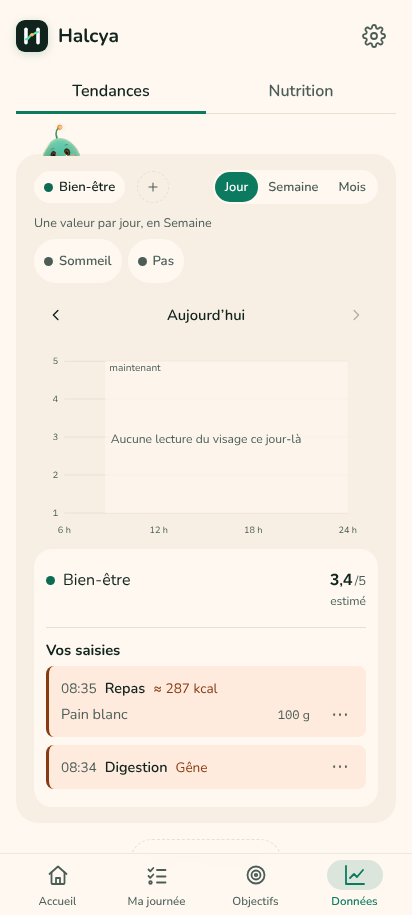 Halcya
Tendances
Nutrition
Bien-être
+
Jour
Semaine
Mois
Une valeur par jour, en Semaine
Sommeil
Pas
Aujourd’hui
5
maintenant
4
3
Aucune lecture du visage ce jour-là
2
1
6 h
12 h
18 h
24 h
Bien-être
3,4 /5
estimé
Vos saisies
08:35 Repas ≈ 287 kcal
Pain blanc
100 g
...
08:34 Digestion Gêne
...
Accueil
Ma journée
Objectifs
Données